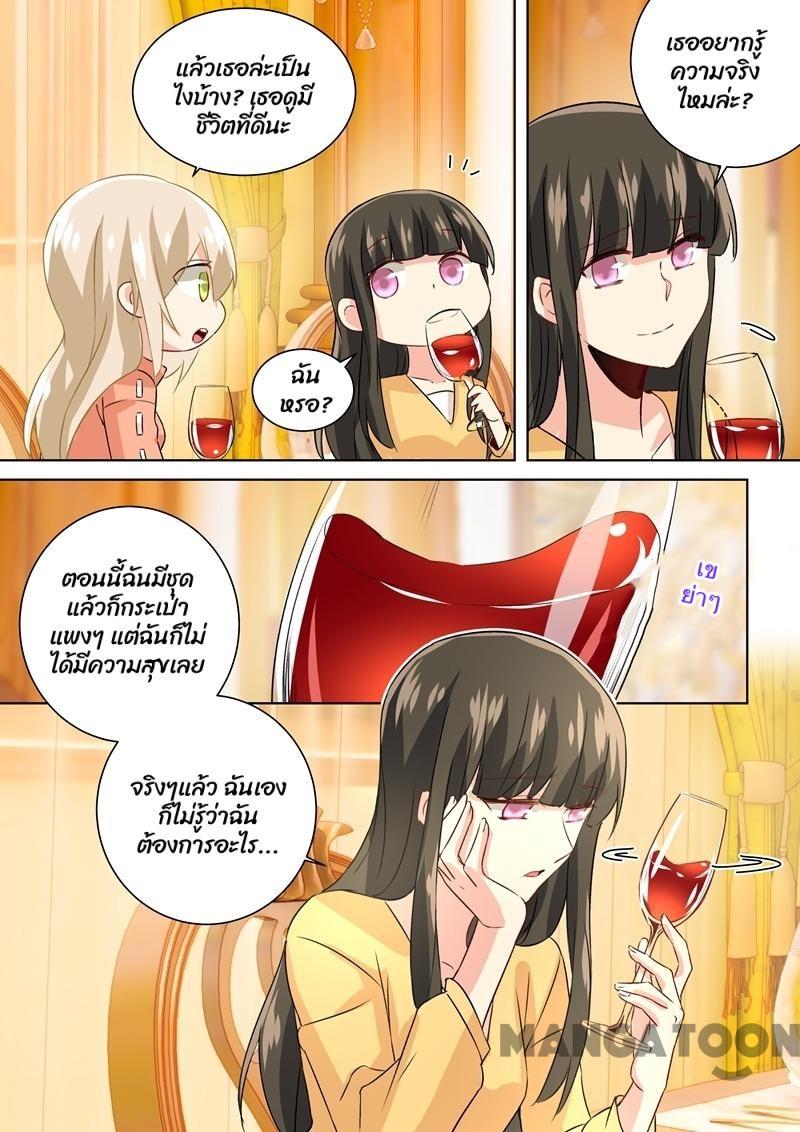 แล้วเธอล่ะเป็น
ไงบ้าง? เธอดูมี
ชีวิตที่ดีนะ
ฉัน
หรอ?
เธออยากรู้
ความจริง
ไหมล่ะ?
ตอนนี้ฉันมีชุด
แล้วก็กระเป๋า
แพงๆ แต่ฉันก็ไม่
ได้มีความสุขเลย
เข
ย่าๆ
จริงๆแล้ว ฉันเอง
ก็ไม่รู้ว่าฉัน
ต้องการอะไร...
MANGATOON